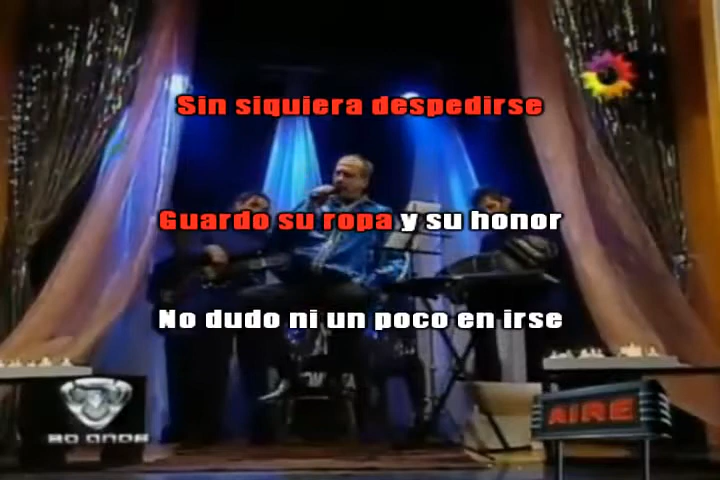 Sin siquiera despedirse
Guardo su ropa y su honor
No dudo ni un poco en irse
AIRE